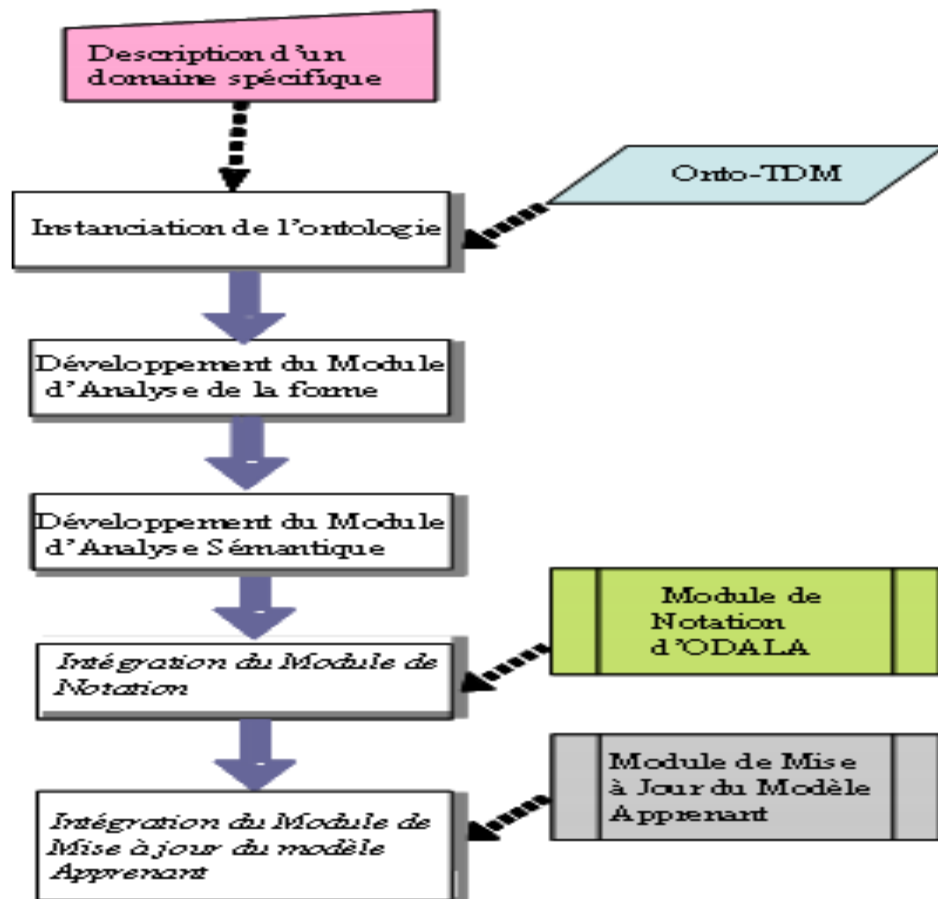 Description d'un
domaine spécifique
Onto-TDM
Instanciation de l'ontologie
Développement du Module
d'Analyse de la forme
Développement du Module
d'Analyse Sémantique
Module de
Notation
d'ODALA
Intégration du Module de
Notation
Module de Mise
à Jour du Modèle
Apprenant
Intégration du Module de
Mise à jour du modèle
Apprenant